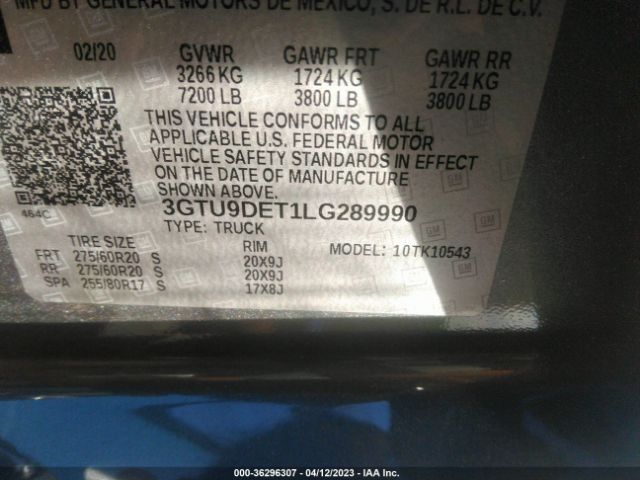 MFD BY GENERAL MOTORS DE MEXICO, S. DE R.L. DE C.V.
02/20 GVWR GAWR FRT GAWR RR
3266 KG 1724 KG 1724 KG
7200 LB 3800 LB 3800 LB
THIS VEHICLE CONFORMS TO ALL
APPLICABLE U.S. FEDERAL MOTOR
VEHICLE SAFETY STANDARDS IN EFFECT
ON THE DATE OF MANUFACTURE
SHOWN ABOVE.
464C
3GTU9DET1LG289990
TYPE: TRUCK
MODEL: 10TK10543
TIRE SIZE RIM
FRT 275/60R20 S 20X9J
RR 275/60R20 S 20X9J
SPA 255/80R17 S 17X8J
GM
000-36296307 - 04/12/2023 - IAA Inc.